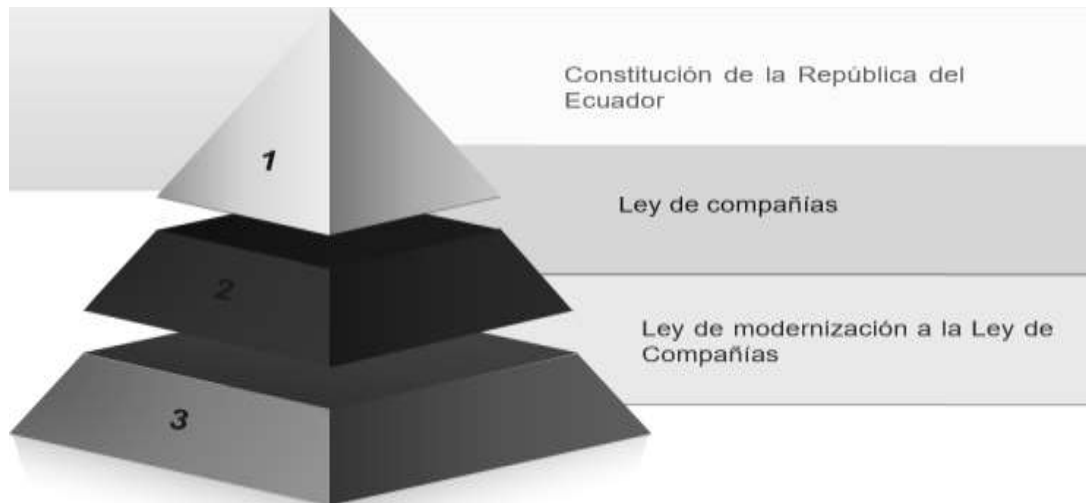 Constitución de la República del
Ecuador
1
Ley de compañías
2
Ley de modernización a la Ley de
Compañías
3